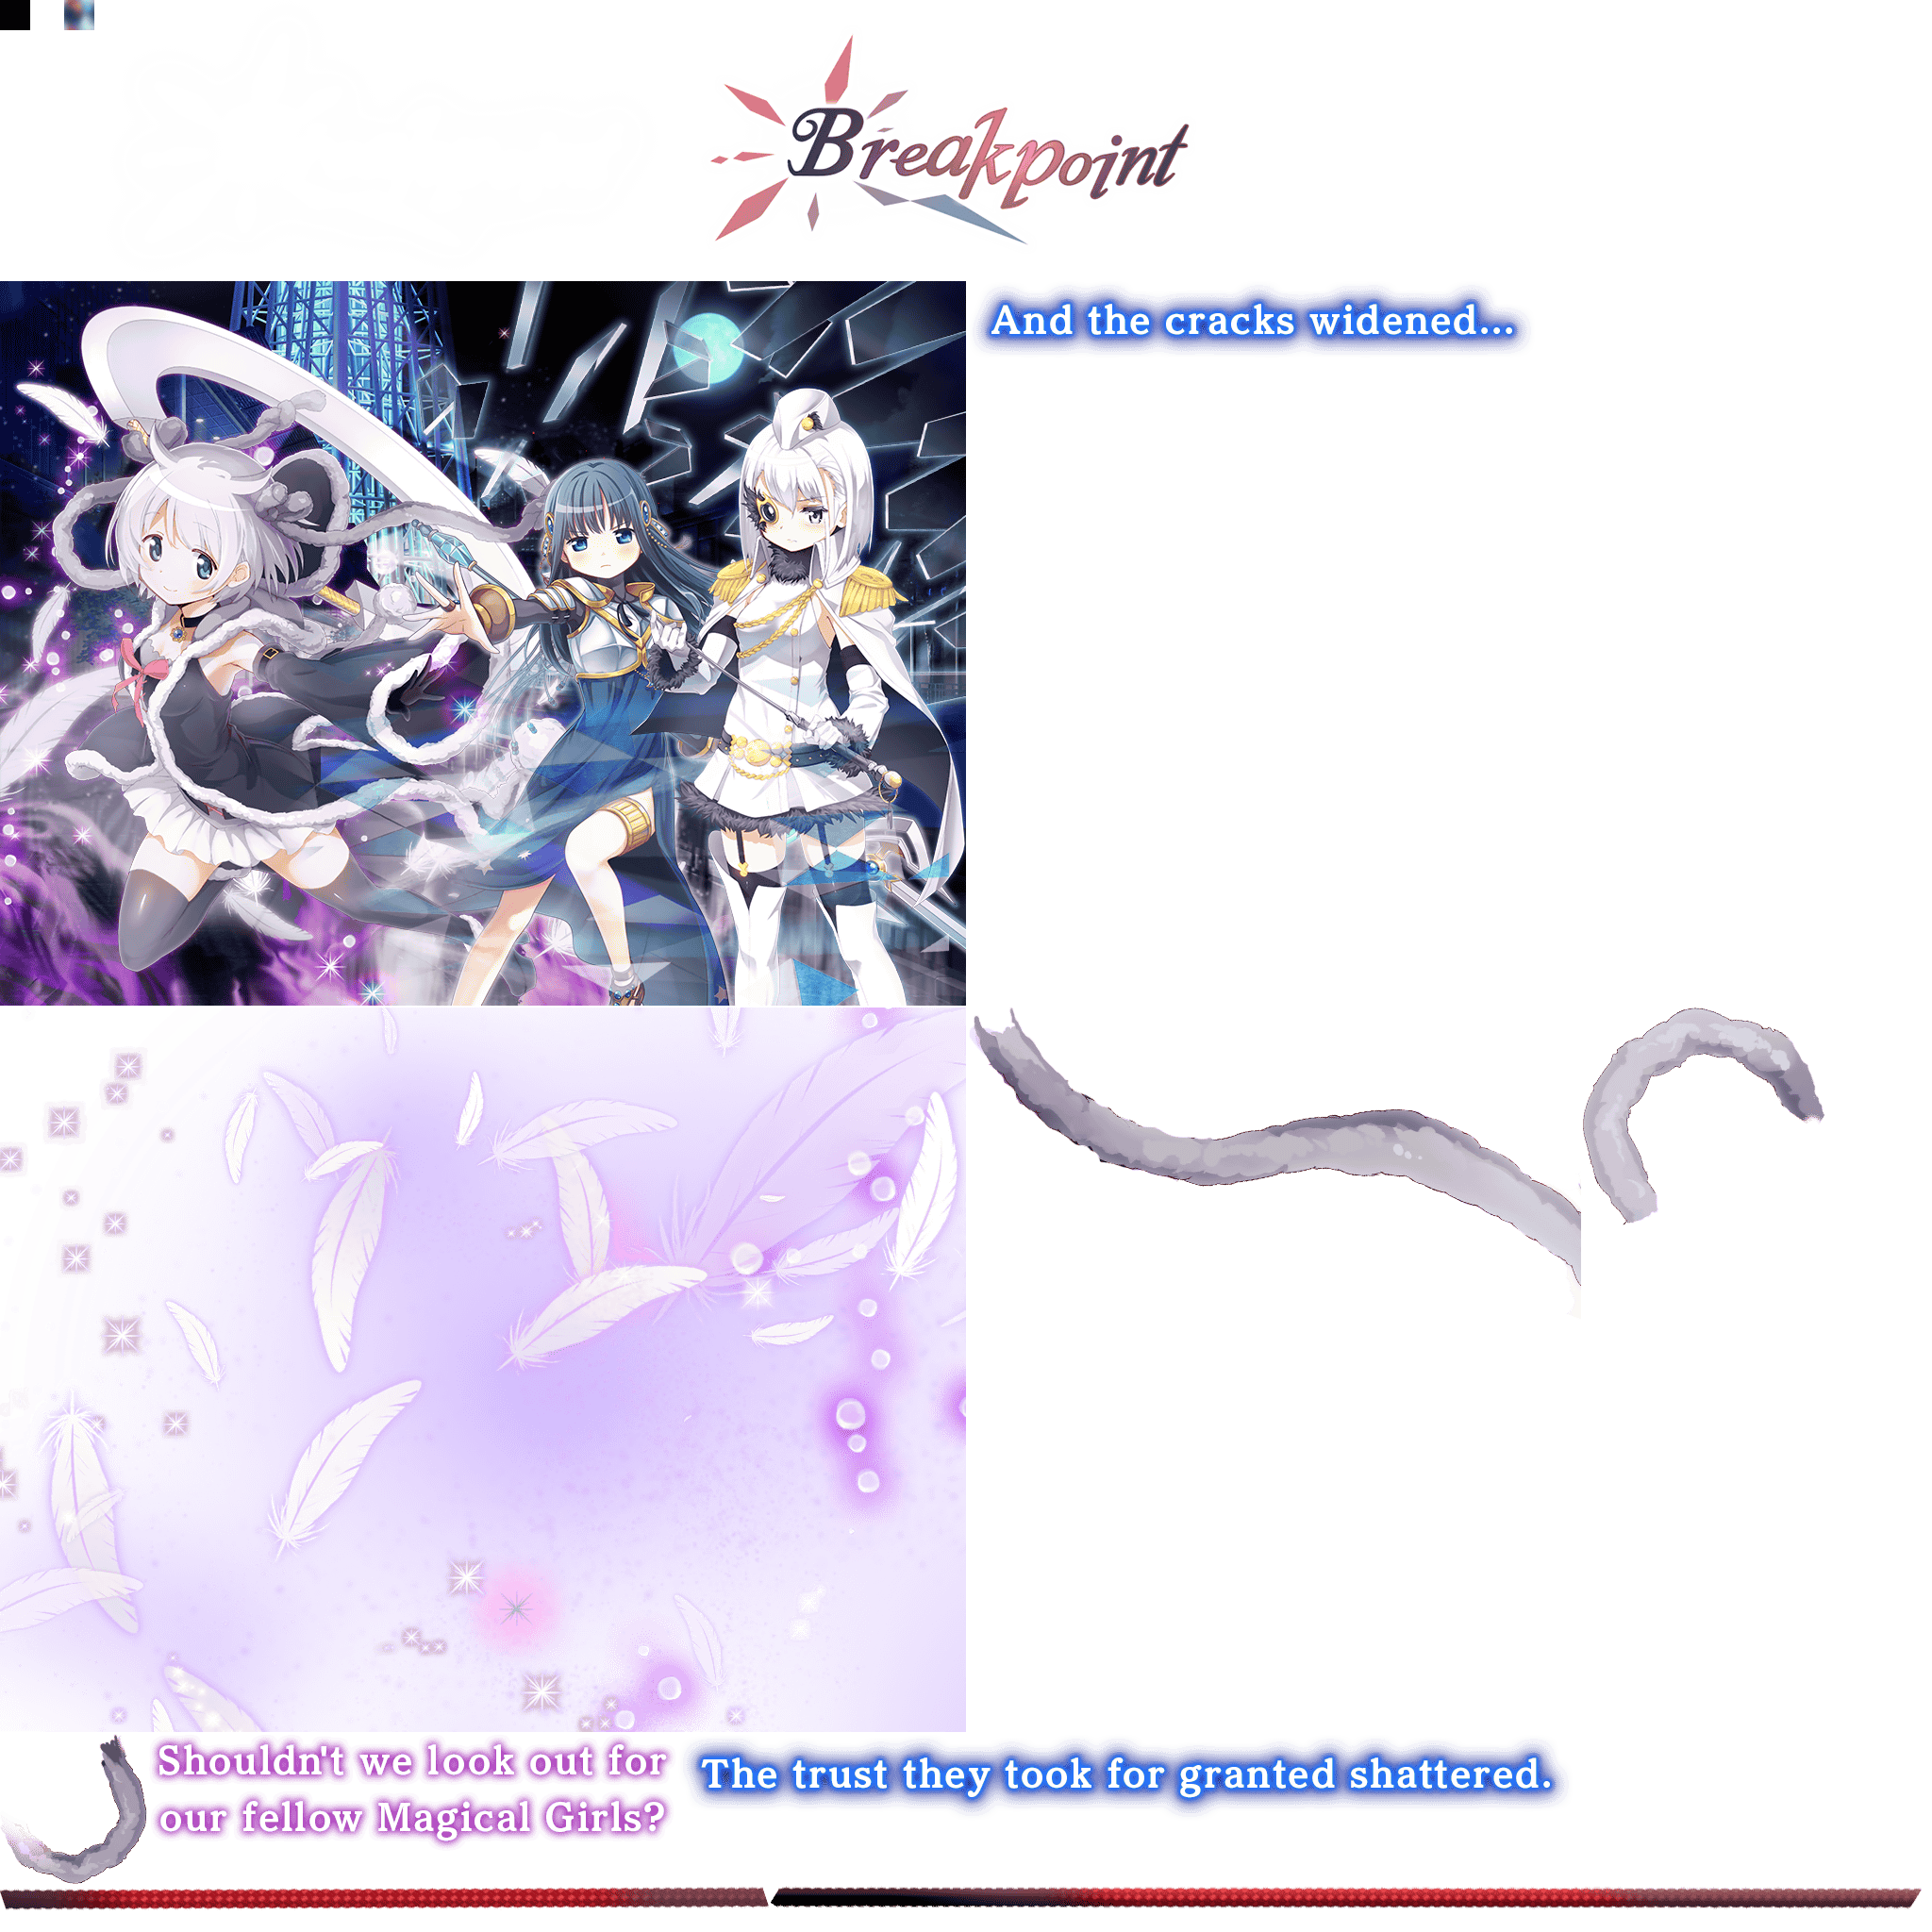 Breakpoint
And the cracks widened...
Shouldn't we look out for
our fellow Magical Girls?
The trust they took for granted shattered.